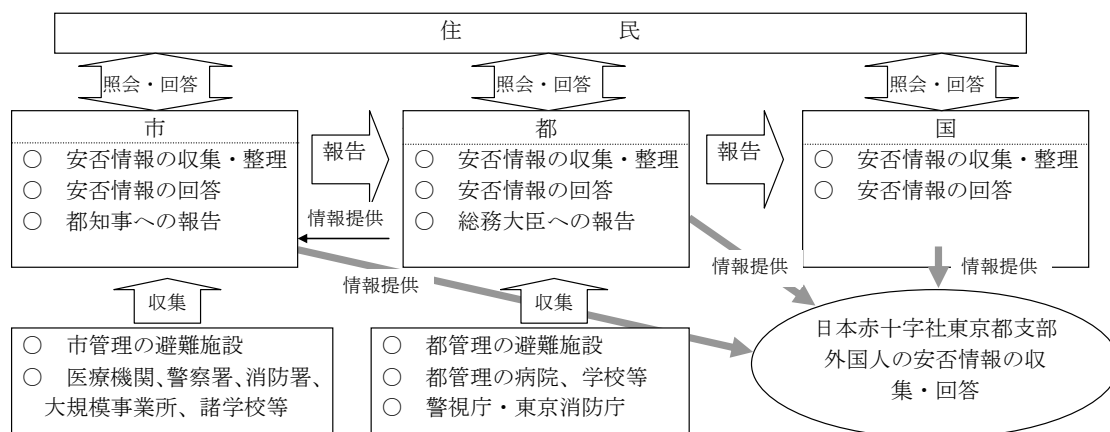 住 民
照会・回答 照会・回答 照会・回答
市
○ 安否情報の収集・整理
○ 安否情報の回答
○ 都知事への報告
報告
都
○ 安否情報の収集・整理
○ 安否情報の回答
○ 総務大臣への報告
報告
国
○ 安否情報の収集・整理
○ 安否情報の回答
情報提供
情報提供
情報提供
情報提供
収集
収集
○ 市管理の避難施設
○ 医療機関、警察署、消防署、
大規模事業所、諸学校等
○ 都管理の避難施設
○ 都管理の病院、学校等
○ 警視庁・東京消防庁
日本赤十字社東京都支部
外国人の安否情報の収
集・回答